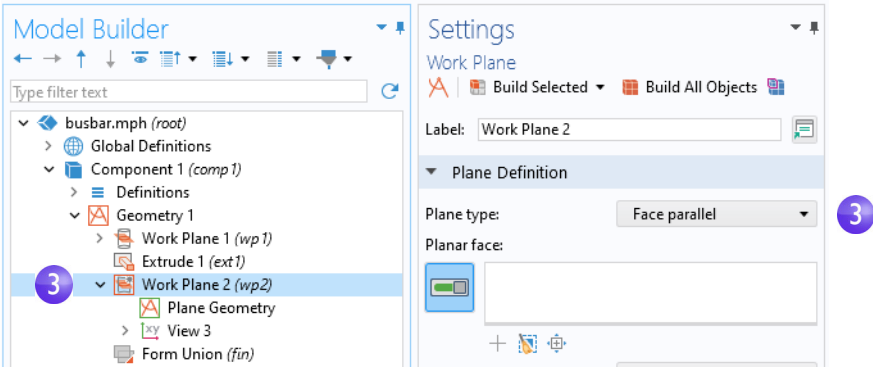 Model Builder
Type filter text
busbar.mph (root)
Global Definitions
Component 1 (comp1)
Definitions
Geometry 1
Work Plane 1 (wp1)
Extrude 1 (ext1)
3
Work Plane 2 (wp2)
Plane Geometry
xy View 3
Form Union (fin)
Settings
Work Plane
Build Selected Build All Objects
Label: Work Plane 2
Plane Definition
Plane type: Face parallel
3
Planar face: